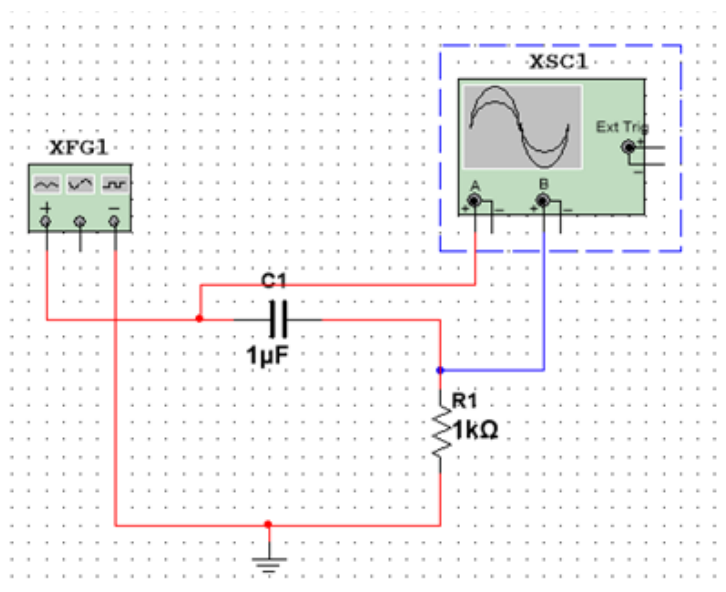 XSC1
Ext Trig
+
−
A
B
+
−
+
−
XFG1
+
−
C1
1µF
R1
1kΩ